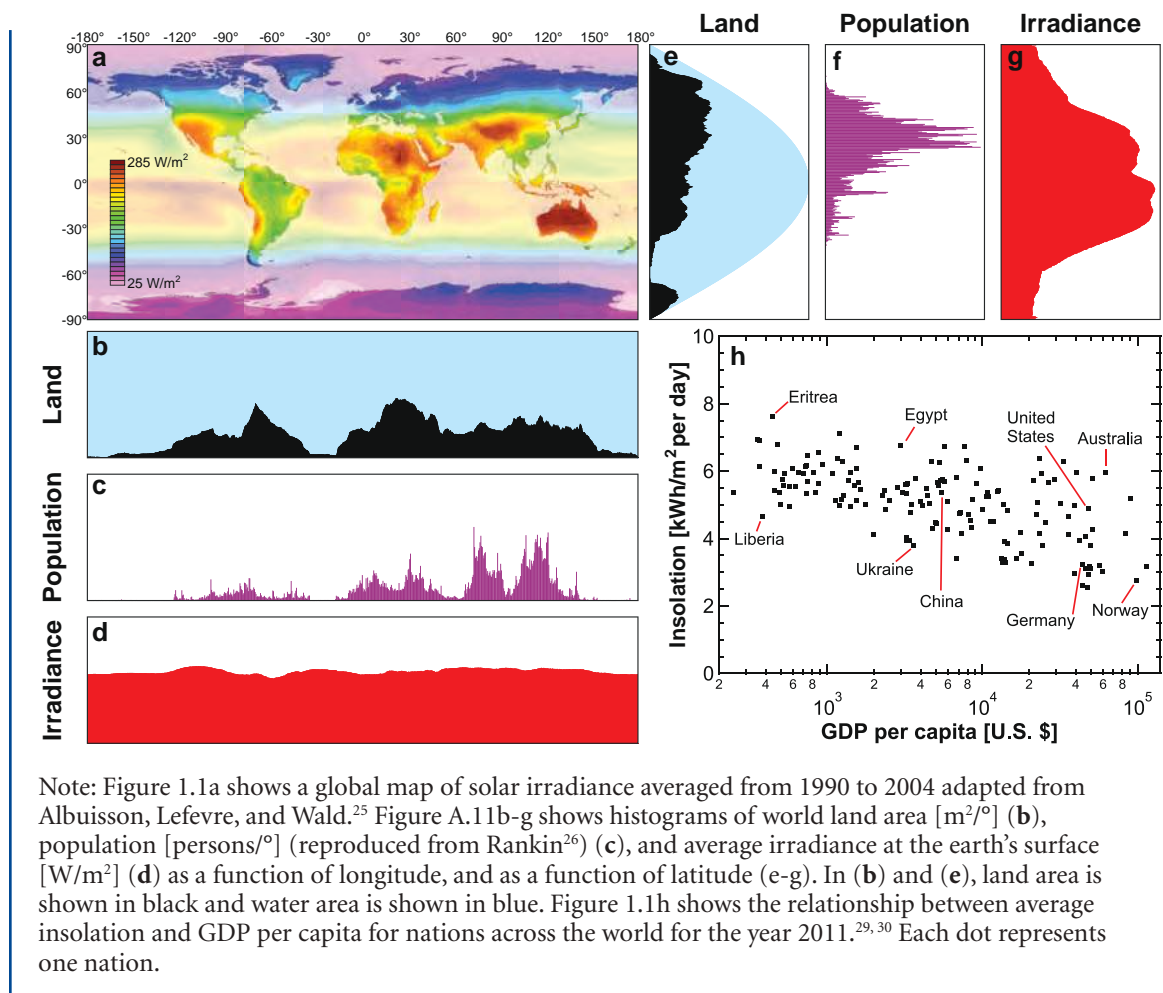 Land Population Irradiance
-180° -150° -120° -90° -60° -30° 0° 30° 60° 90° 120° 150° 180°
90°
60°
30°
0°
-30°
-60°
-90°
a
285 W/m²
25 W/m²
e
f
g
Land
b
Population
c
Irradiance
d
h
Insolation [kWh/m² per day]
10
8
6
4
2
0
Eritrea
Egypt
United
States
Australia
Liberia
Ukraine
China
Germany
Norway
2 4 6 8 2 4 6 8 2 4 6 8
10³ 10⁴ 10⁵
GDP per capita [U.S. $]
Note: Figure 1.1a shows a global map of solar irradiance averaged from 1990 to 2004 adapted from
Albuisson, Lefevre, and Wald.²⁵ Figure A.11b-g shows histograms of world land area [m²/°] (b),
population [persons/°] (reproduced from Rankin²⁶) (c), and average irradiance at the earth's surface
[W/m²] (d) as a function of longitude, and as a function of latitude (e-g). In (b) and (e), land area is
shown in black and water area is shown in blue. Figure 1.1h shows the relationship between average
insolation and GDP per capita for nations across the world for the year 2011.²⁹, ³⁰ Each dot represents
one nation.